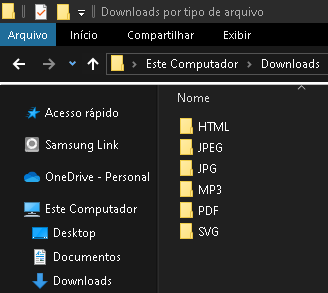 Downloads por tipo de arquivo
Arquivo Início Compartilhar Exibir
Este Computador Downloads
Nome
Acesso rápido
Samsung Link
OneDrive - Personal
Este Computador
Desktop
Documentos
Downloads
HTML
JPEG
JPG
MP3
PDF
SVG